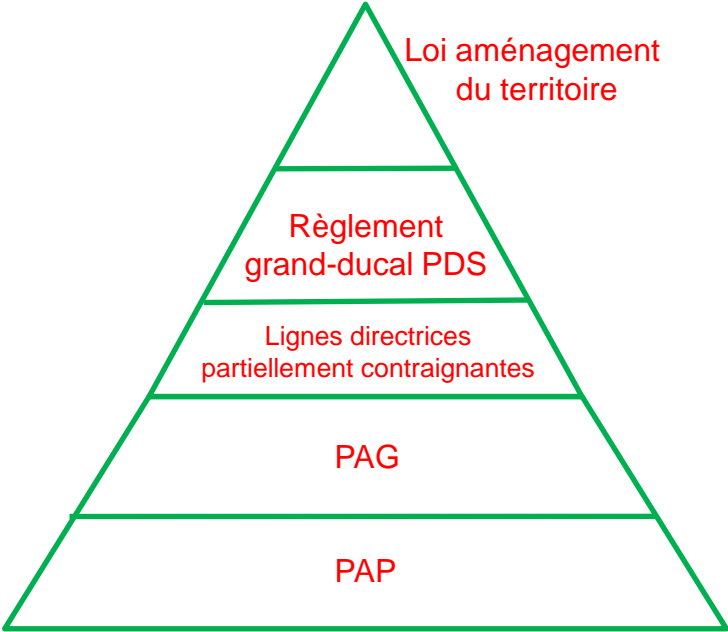 Loi aménagement
du territoire
Règlement
grand-ducal PDS
Lignes directrices
partiellement contraignantes
PAG
PAP